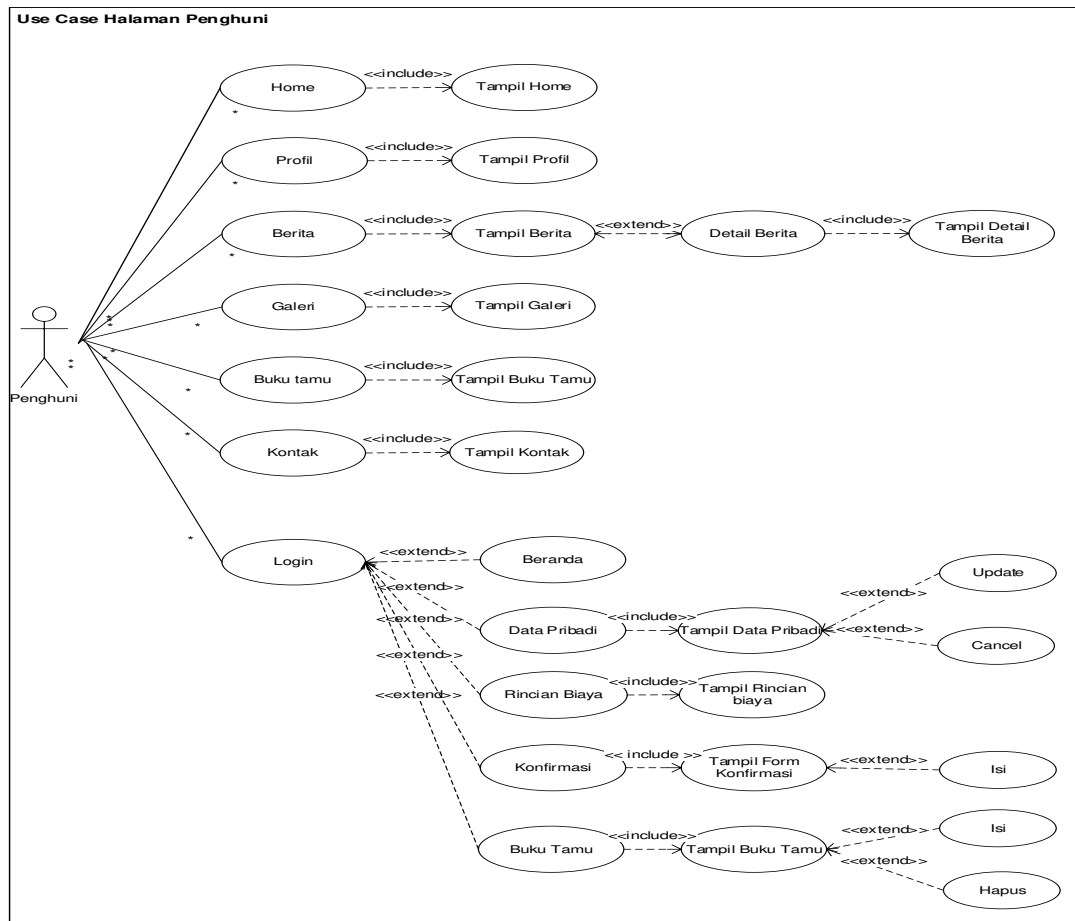 Use Case Halaman Penghuni
<<include>>
Home
Tampil Home
*
<<include>>
Profil
Tampil Profil
*
<<include>>
<<extend>>
<<include>>
Berita
Tampil Berita
Detail Berita
Tampil Detail
Berita
*
<<include>>
Galeri
Tampil Galeri
*
*
*
*
*
*
*
*
<<include>>
Buku tamu
Tampil Buku Tamu
*
Penghuni
<<include>>
Kontak
Tampil Kontak
*
*
Login
<<extend>>
Beranda
<<extend>>
Data Pribadi
<<include>>
Tampil Data Pribadi
<<extend>>
Update
<<extend>>
Cancel
<<extend>>
Rincian Biaya
<<include>>
Tampil Rincian
biaya
<<extend>>
Konfirmasi
<< include >>
Tampil Form
Konfirmasi
<<extend>>
Isi
<<extend>>
Buku Tamu
<<include>>
Tampil Buku Tamu
<<extend>>
Isi
<<extend>>
Hapus